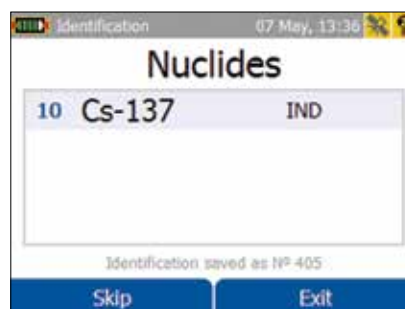 Identification 07 May, 13:36
Nuclides
10 Cs-137 IND
Identification saved as Nº 405
Skip Exit